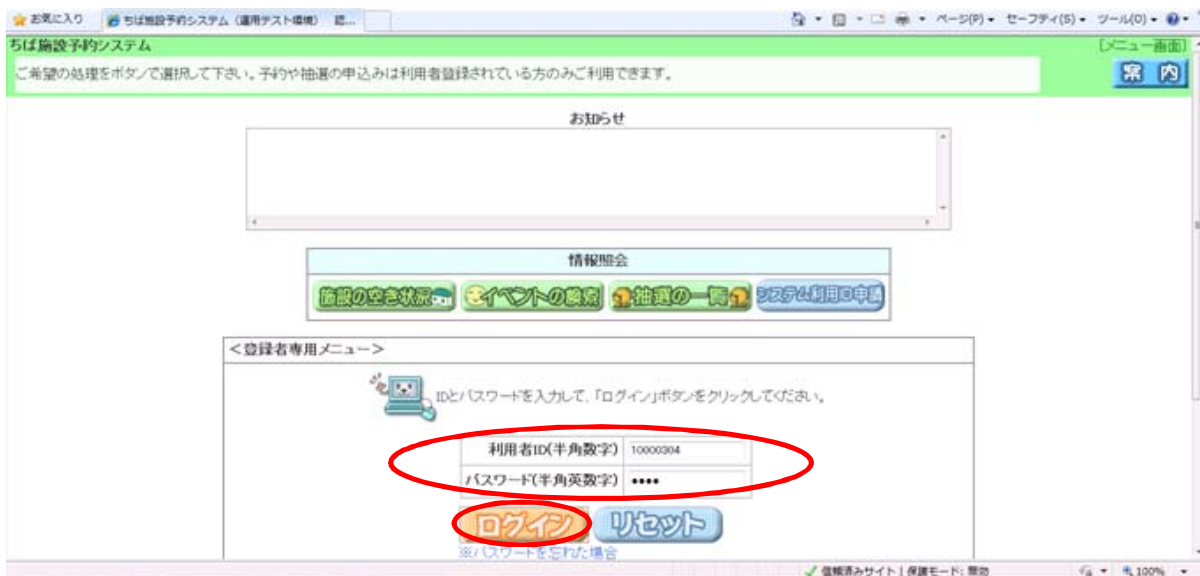 お気に入り ちば施設予約システム（運用テスト環境） 認... ページ(P) セーフティ(S) ツール(O)
ちば施設予約システム [メニュー画面]
ご希望の処理をボタンで選択して下さい。予約や抽選の申込みは利用者登録されている方のみご利用できます。 案内
お知らせ
情報照会
施設の空き状況 イベントの検索 抽選の一覧 システム利用ID申請
＜登録者専用メニュー＞
IDとパスワードを入力して、「ログイン」ボタンをクリックしてください。
利用者ID(半角数字) 10000304
パスワード(半角英数字) ••••
ログイン リセット
※パスワードを忘れた場合
信頼済みサイト | 保護モード: 無効 100%